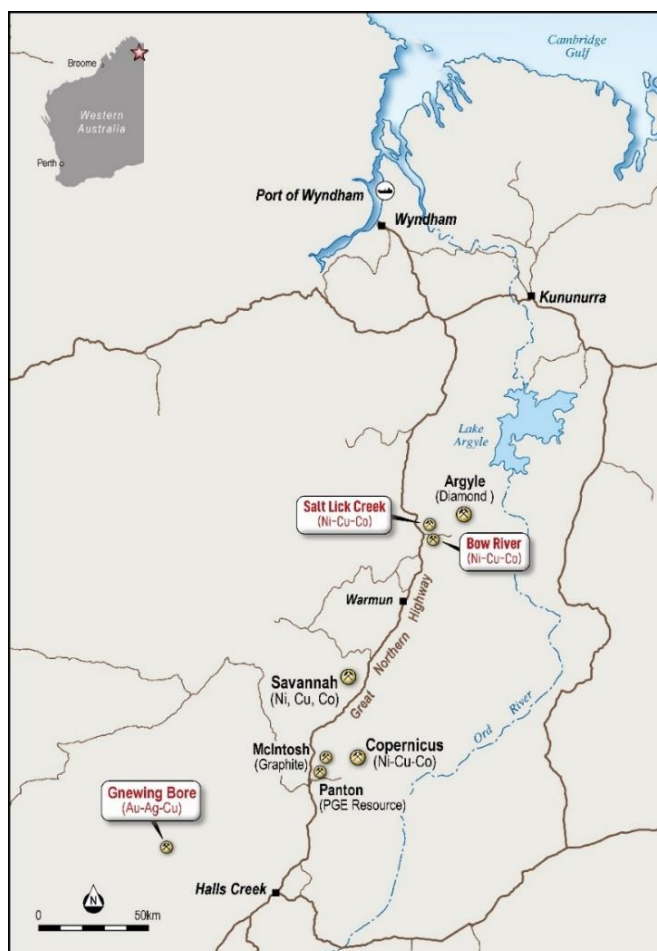 Cambridge
Gulf
Broome
Western
Australia
Perth
Port of Wyndham
Wyndham
Kununurra
Lake
Argyle
Argyle
(Diamond )
Salt Lick Creek
(Ni-Cu-Co)
Bow River
(Ni-Cu-Co)
Warmun
Great Northern Highway
Savannah
(Ni, Cu, Co)
Ord River
McIntosh
(Graphite)
Copernicus
(Ni-Cu-Co)
Panton
(PGE Resource)
Gnewing Bore
(Au-Ag-Cu)
Halls Creek
N
0 50km